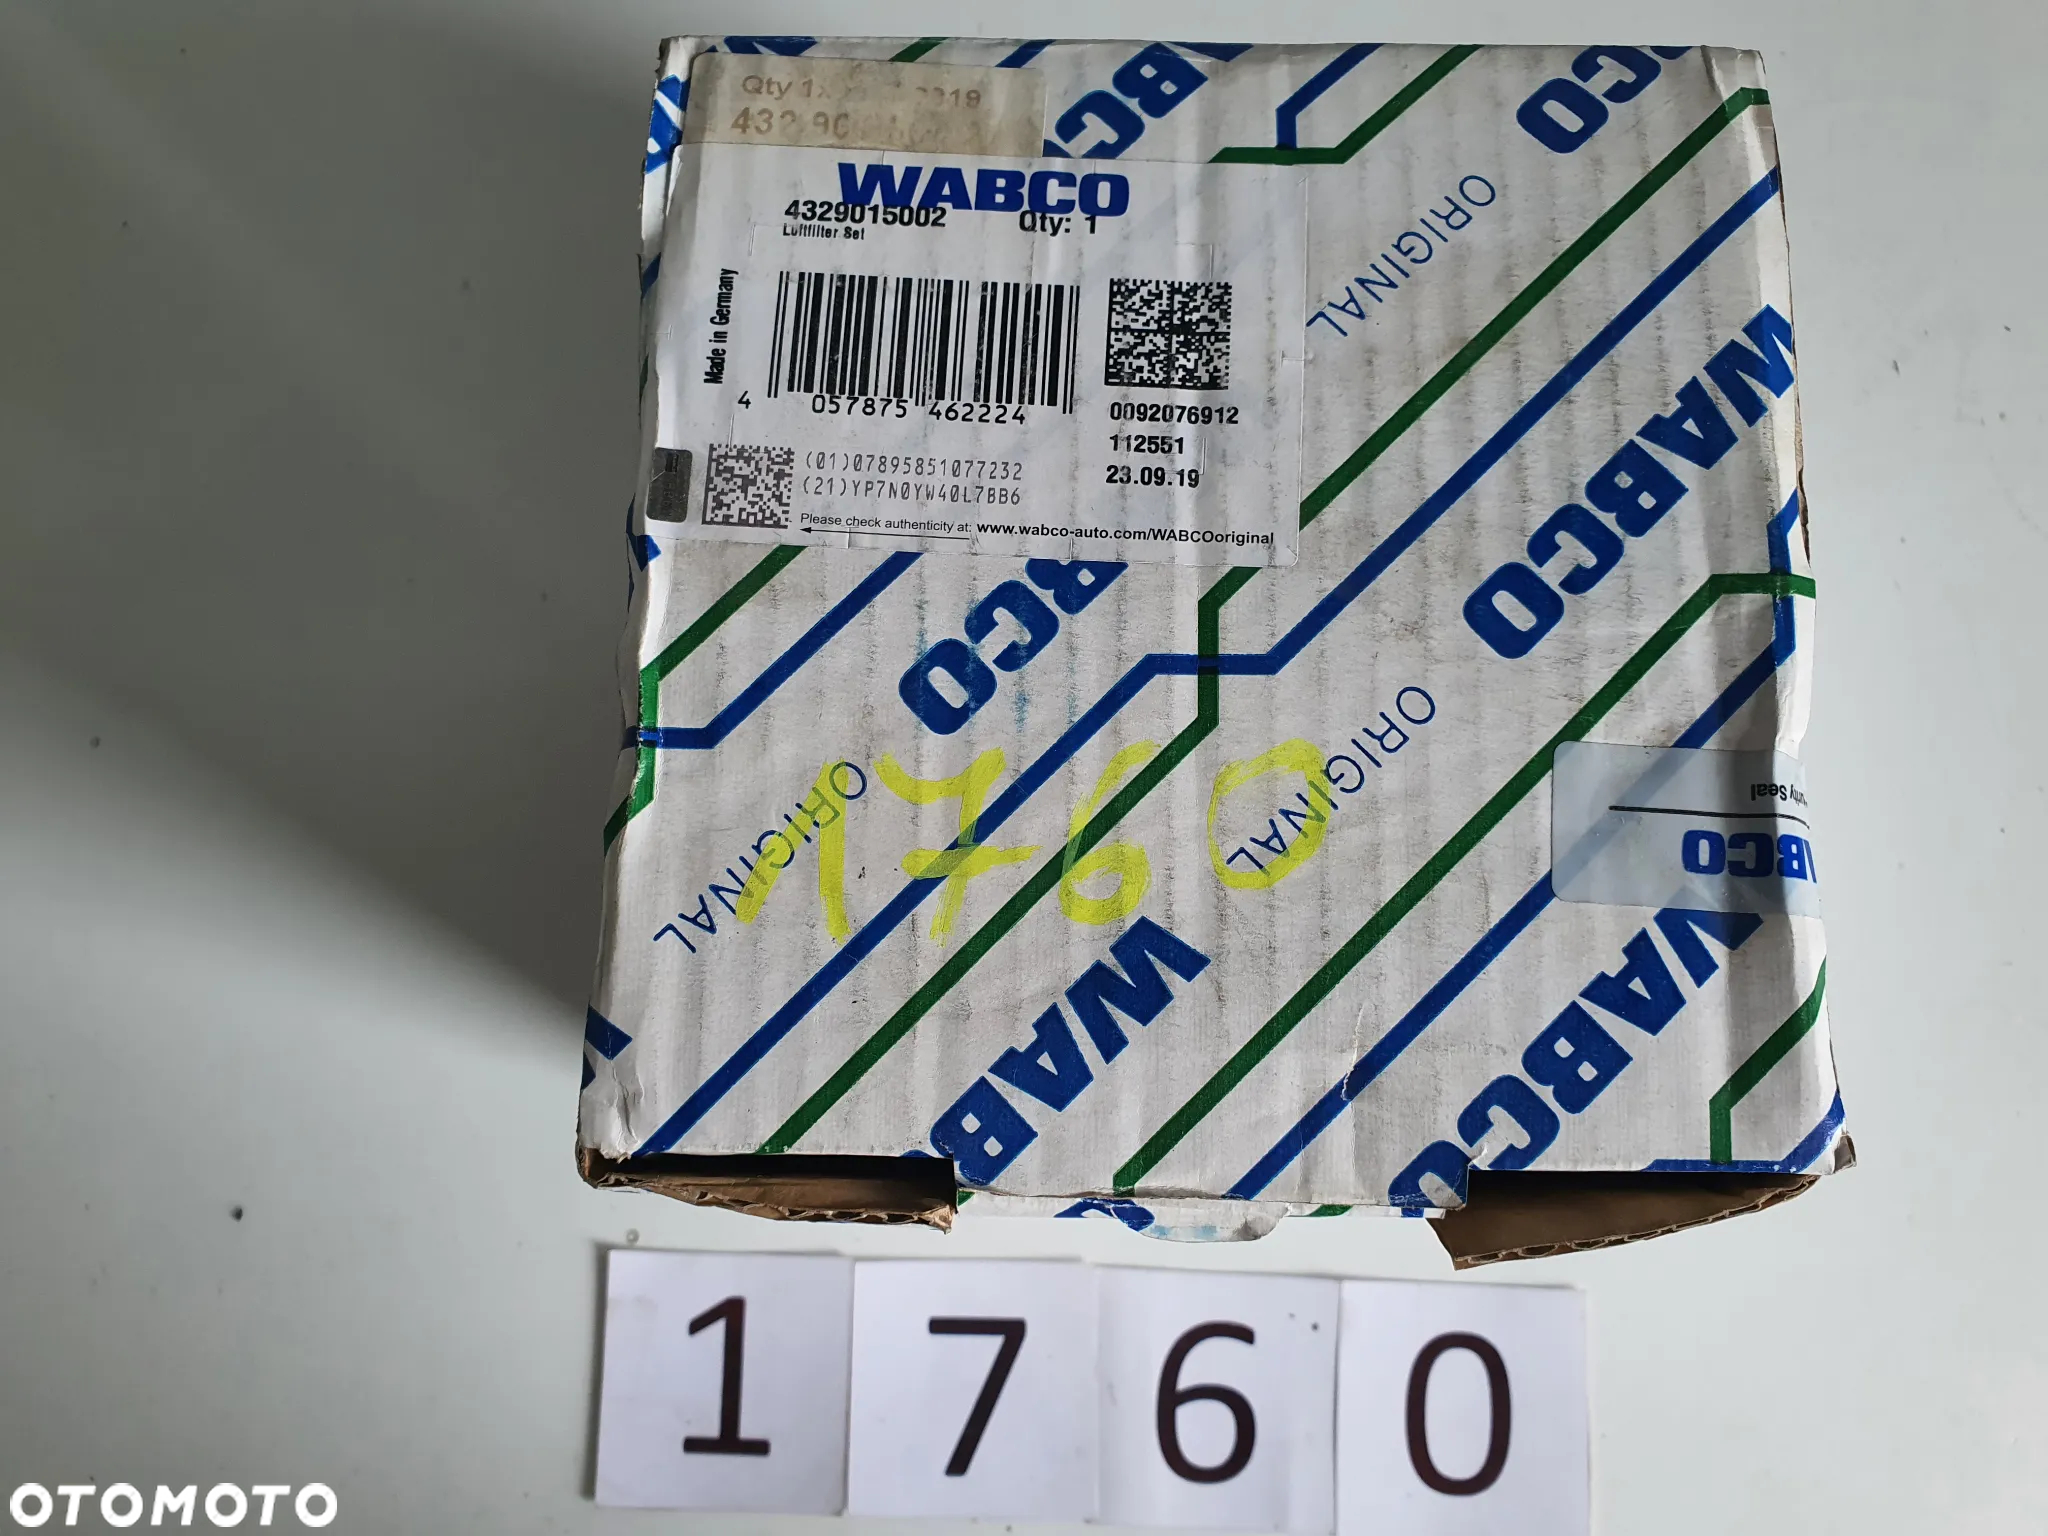 WABCO
4329015002 Qty: 1
Luftfilter Set
Made in Germany
4 057875 462224
0092076912
112551
23.09.19
(01)07895851077232
(21)YP7N0YW40L7BB6
Please check authenticity at: www.wabco-auto.com/WABCOoriginal
WABCO
ORIGINAL
WABCO
ORIGINAL
WABCO
ORIGINAL
WABCO
WABCO
Seal
1760
1 7 6 0
OTOMOTO